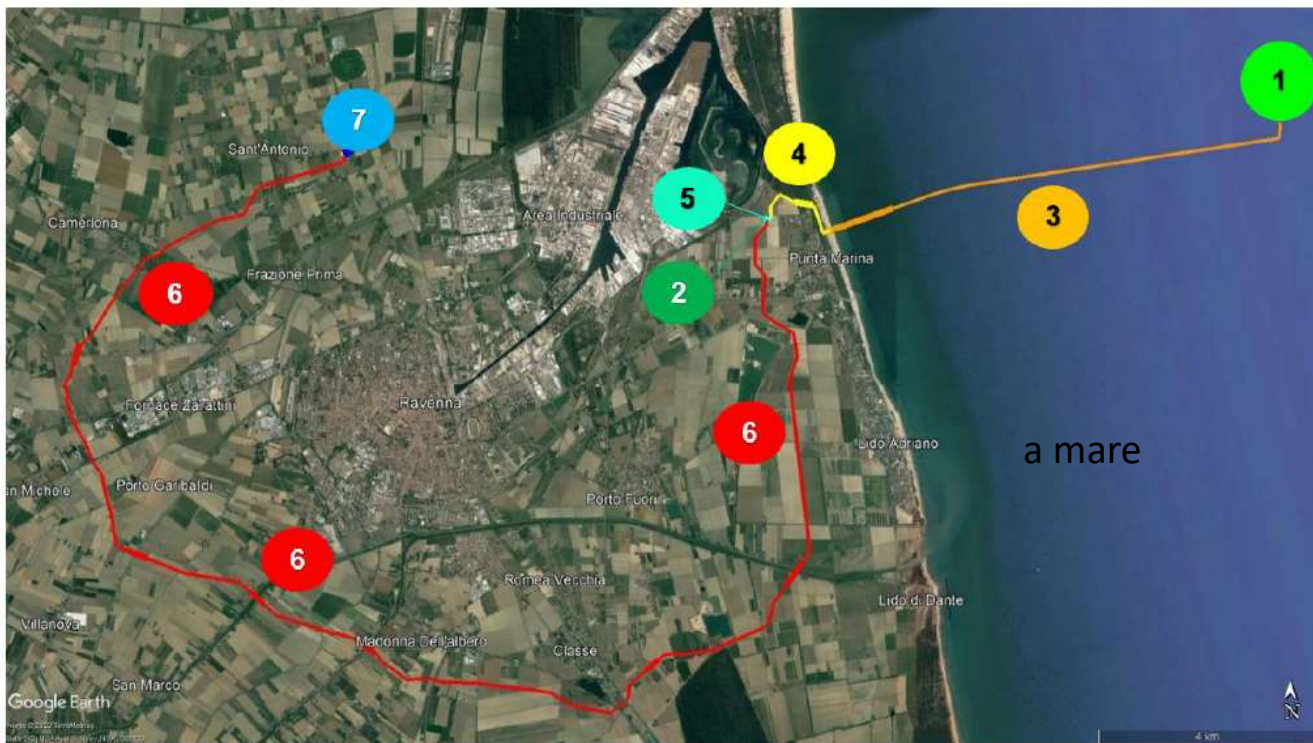 1
7
Sant'Antonio
4
5
3
Camerlona
Area Industriale
Punta Marina
Frazione Prima
6
2
Fornace Zarattini
Ravenna
6
Lido Adriano
a mare
an Michele
Porto Garibaldi
Porto Fuori
6
Romea Vecchia
Lido di Dante
Villanova
Madonna Dell'albero
Classe
San Marco
Google Earth
N
4 km